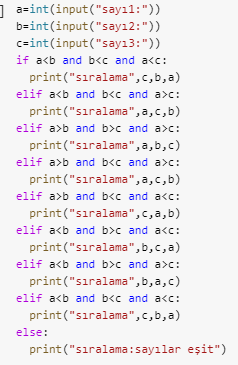 a=int(input("sayı1:"))
b=int(input("sayı2:"))
c=int(input("sayı3:"))
if a<b and b<c and a<c:
  print("sıralama",c,b,a)
elif a<b and b<c and a>c:
  print("sıralama",a,c,b)
elif a>b and b>c and a>c:
  print("sıralama",a,b,c)
elif a>b and b<c and a>c:
  print("sıralama",a,c,b)
elif a>b and b<c and a<c:
  print("sıralama",c,a,b)
elif a<b and b>c and a<c:
  print("sıralama",b,c,a)
elif a<b and b>c and a>c:
  print("sıralama",b,a,c)
elif a<b and b<c and a<c:
  print("sıralama",c,b,a)
else:
  print("sıralama:sayılar eşit")